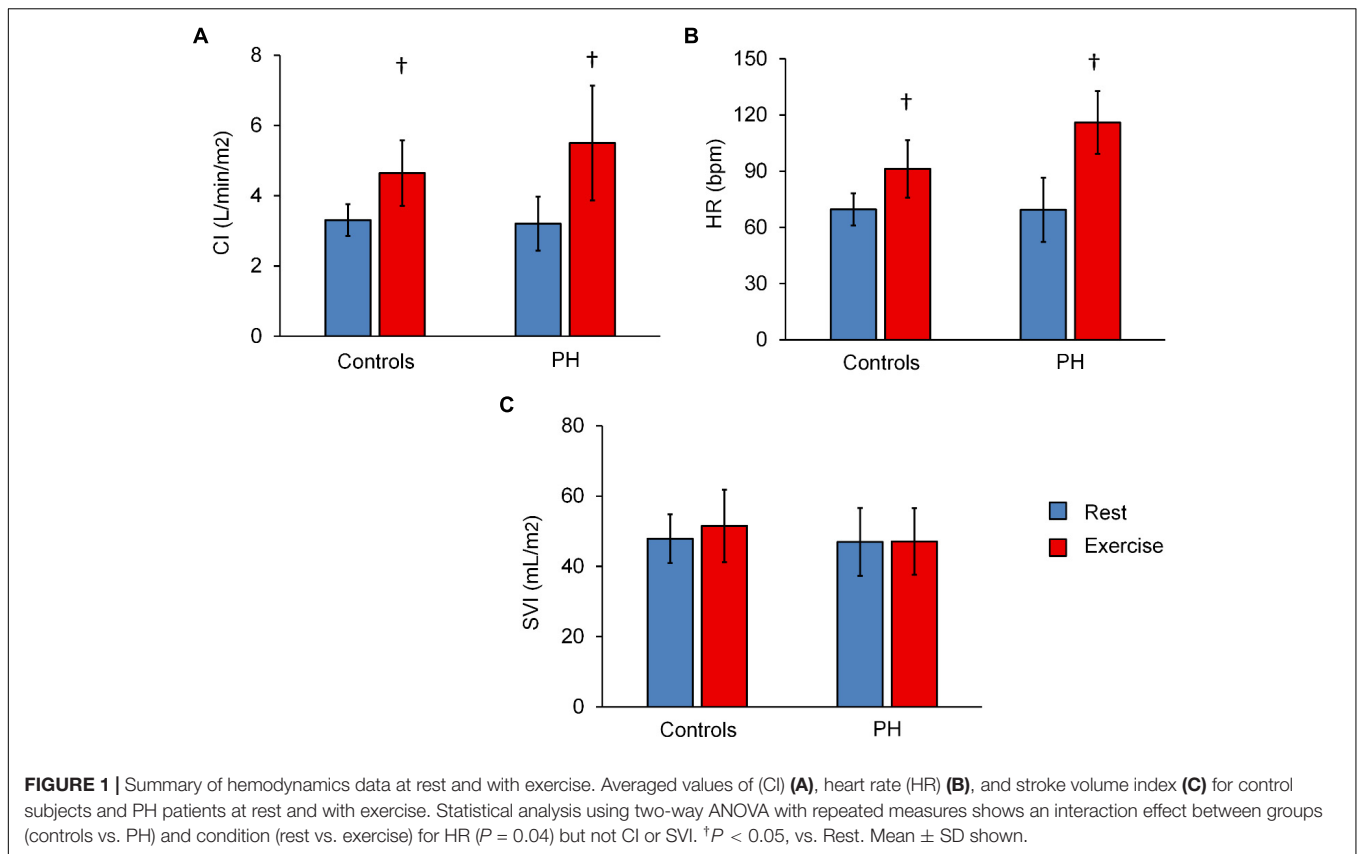 A
CI (L/min/m2)
8
6
4
2
0
†
†
Controls
PH
B
HR (bpm)
150
120
90
60
30
0
†
†
Controls
PH
C
SVI (mL/m2)
80
60
40
20
0
Controls
PH
Rest
Exercise
FIGURE 1 | Summary of hemodynamics data at rest and with exercise. Averaged values of (CI) (A), heart rate (HR) (B), and stroke volume index (C) for control
subjects and PH patients at rest and with exercise. Statistical analysis using two-way ANOVA with repeated measures shows an interaction effect between groups
(controls vs. PH) and condition (rest vs. exercise) for HR (P = 0.04) but not CI or SVI. †P < 0.05, vs. Rest. Mean ± SD shown.